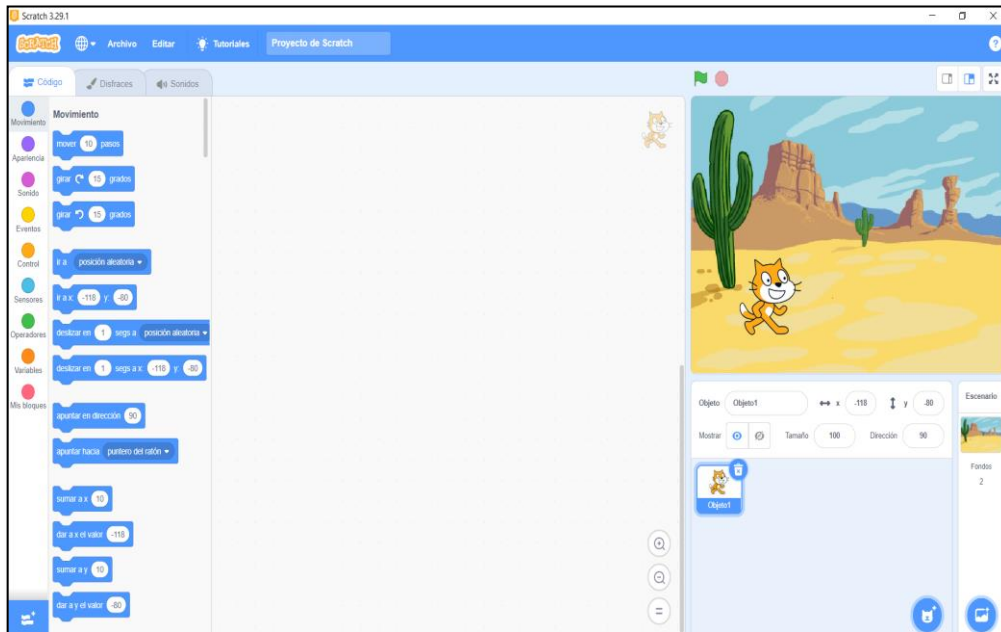 Scratch 3.29.1
SCRATCH Archivo Editar Tutoriales Proyecto de Scratch ?
Código Disfraces Sonidos
Movimiento
Apariencia
Sonido
Eventos
Control
Sensores
Operadores
Variables
Mis bloques
Movimiento
mover 10 pasos
girar 15 grados
girar 15 grados
ir a posición aleatoria
ir a x: -118 y: -80
deslizar en 1 segs a posición aleatoria
deslizar en 1 segs a x: -118 y: -80
apuntar en dirección 90
apuntar hacia puntero del ratón
sumar a x 10
dar a x el valor -118
sumar a y 10
dar a y el valor -80
Objeto Objeto1 x -118 y -80
Mostrar Tamaño 100 Dirección 90
Objeto1
Escenario
Fondos
2